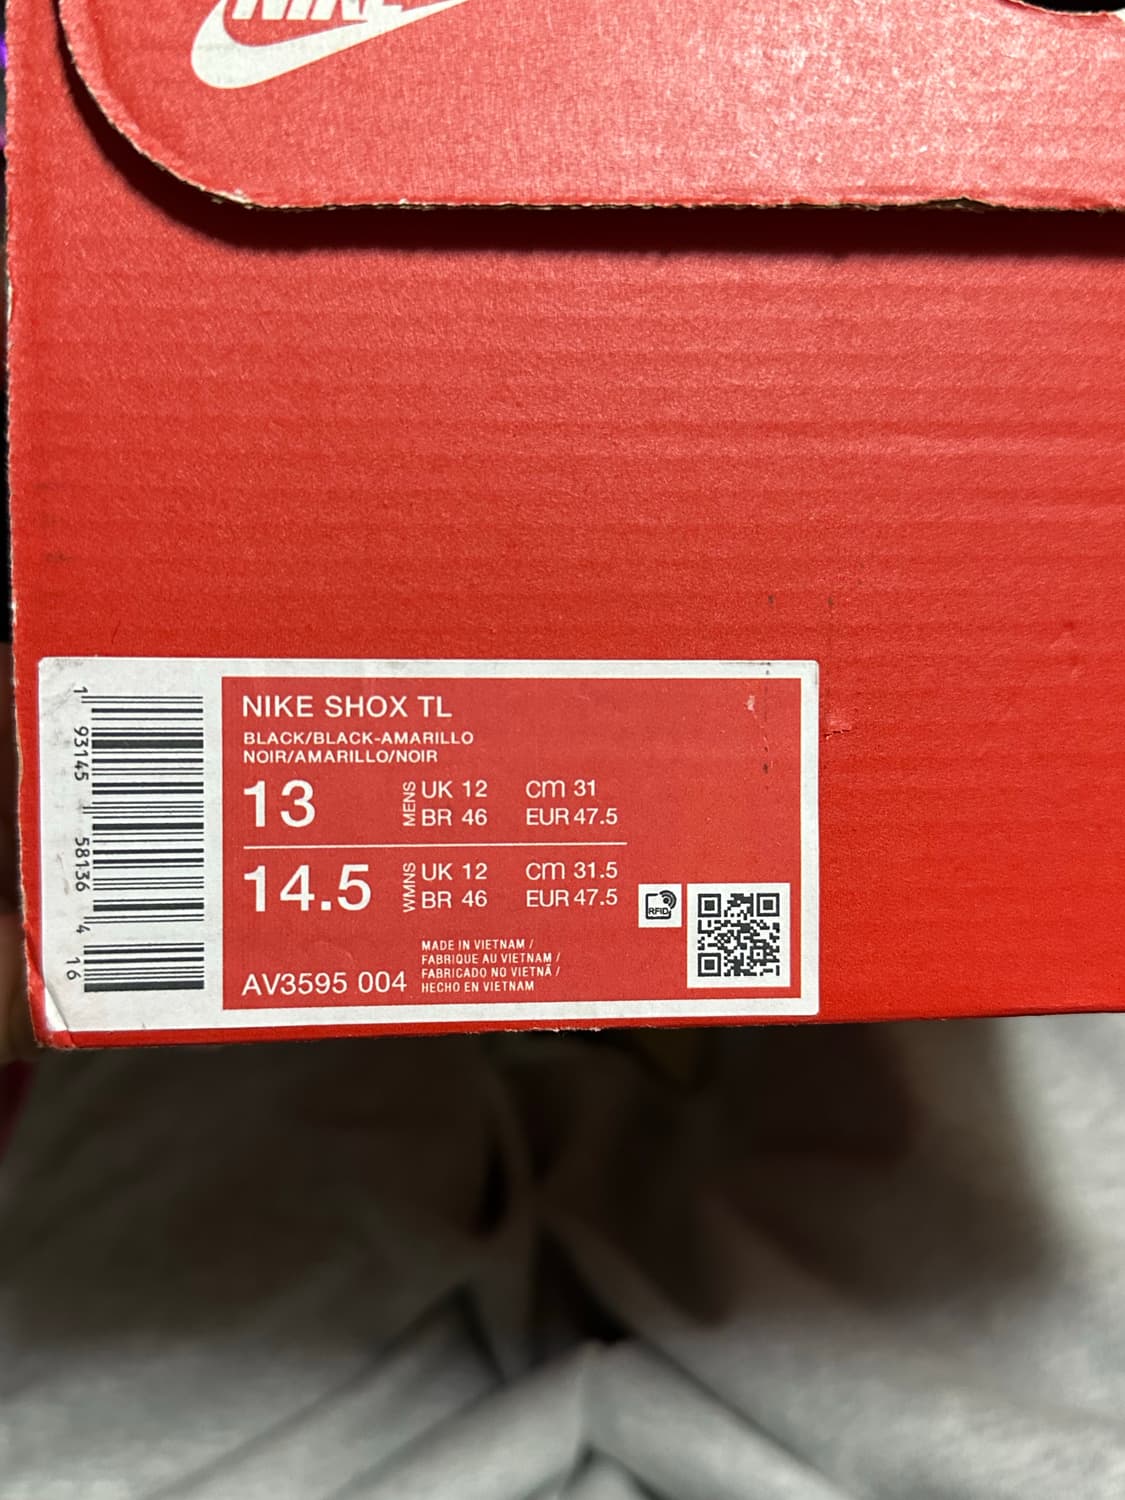 NIKE
NIKE SHOX TL
BLACK/BLACK-AMARILLO
NOIR/AMARILLO/NOIR
13 MENS UK 12 cm 31
BR 46 EUR 47.5
14.5 WMNS UK 12 cm 31.5
BR 46 EUR 47.5
RFID
MADE IN VIETNAM /
FABRIQUE AU VIETNAM /
FABRICADO NO VIETNÃ /
HECHO EN VIETNAM
AV3595 004
1 93145 58136 4 16